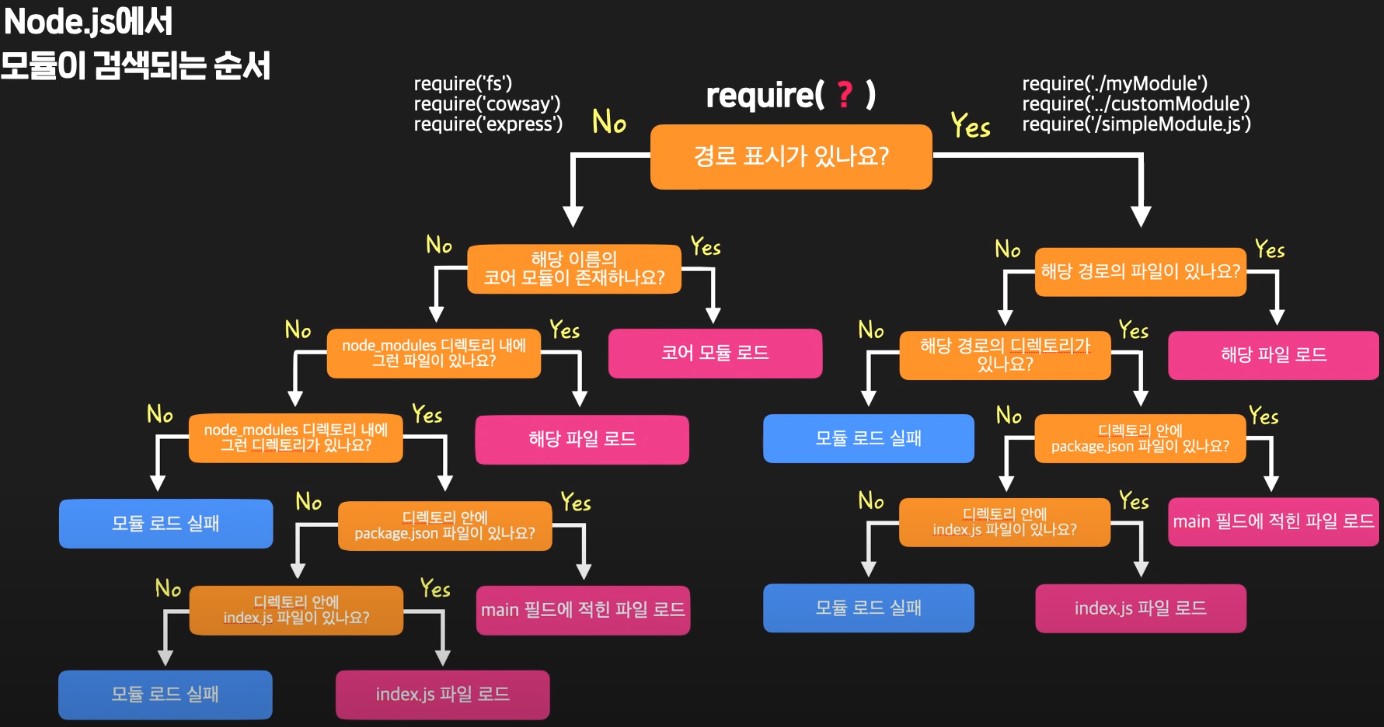 Node.js에서
모듈이 검색되는 순서
require('fs')
require('cowsay')
require('express')
No
require( ? )
Yes
require('./myModule')
require('../customModule')
require('/simpleModule.js')
경로 표시가 있나요?
No
해당 이름의
코어 모듈이 존재하나요?
Yes
No
해당 경로의 파일이 있나요?
Yes
No
node_modules 디렉토리 내에
그런 파일이 있나요?
Yes
코어 모듈 로드
No
해당 경로의 디렉토리가
있나요?
Yes
해당 파일 로드
No
node_modules 디렉토리 내에
그런 디렉토리가 있나요?
Yes
해당 파일 로드
모듈 로드 실패
No
디렉토리 안에
package.json 파일이 있나요?
Yes
모듈 로드 실패
No
디렉토리 안에
package.json 파일이 있나요?
Yes
No
디렉토리 안에
index.js 파일이 있나요?
Yes
main 필드에 적힌 파일 로드
No
디렉토리 안에
index.js 파일이 있나요?
Yes
main 필드에 적힌 파일 로드
모듈 로드 실패
index.js 파일 로드
모듈 로드 실패
index.js 파일 로드